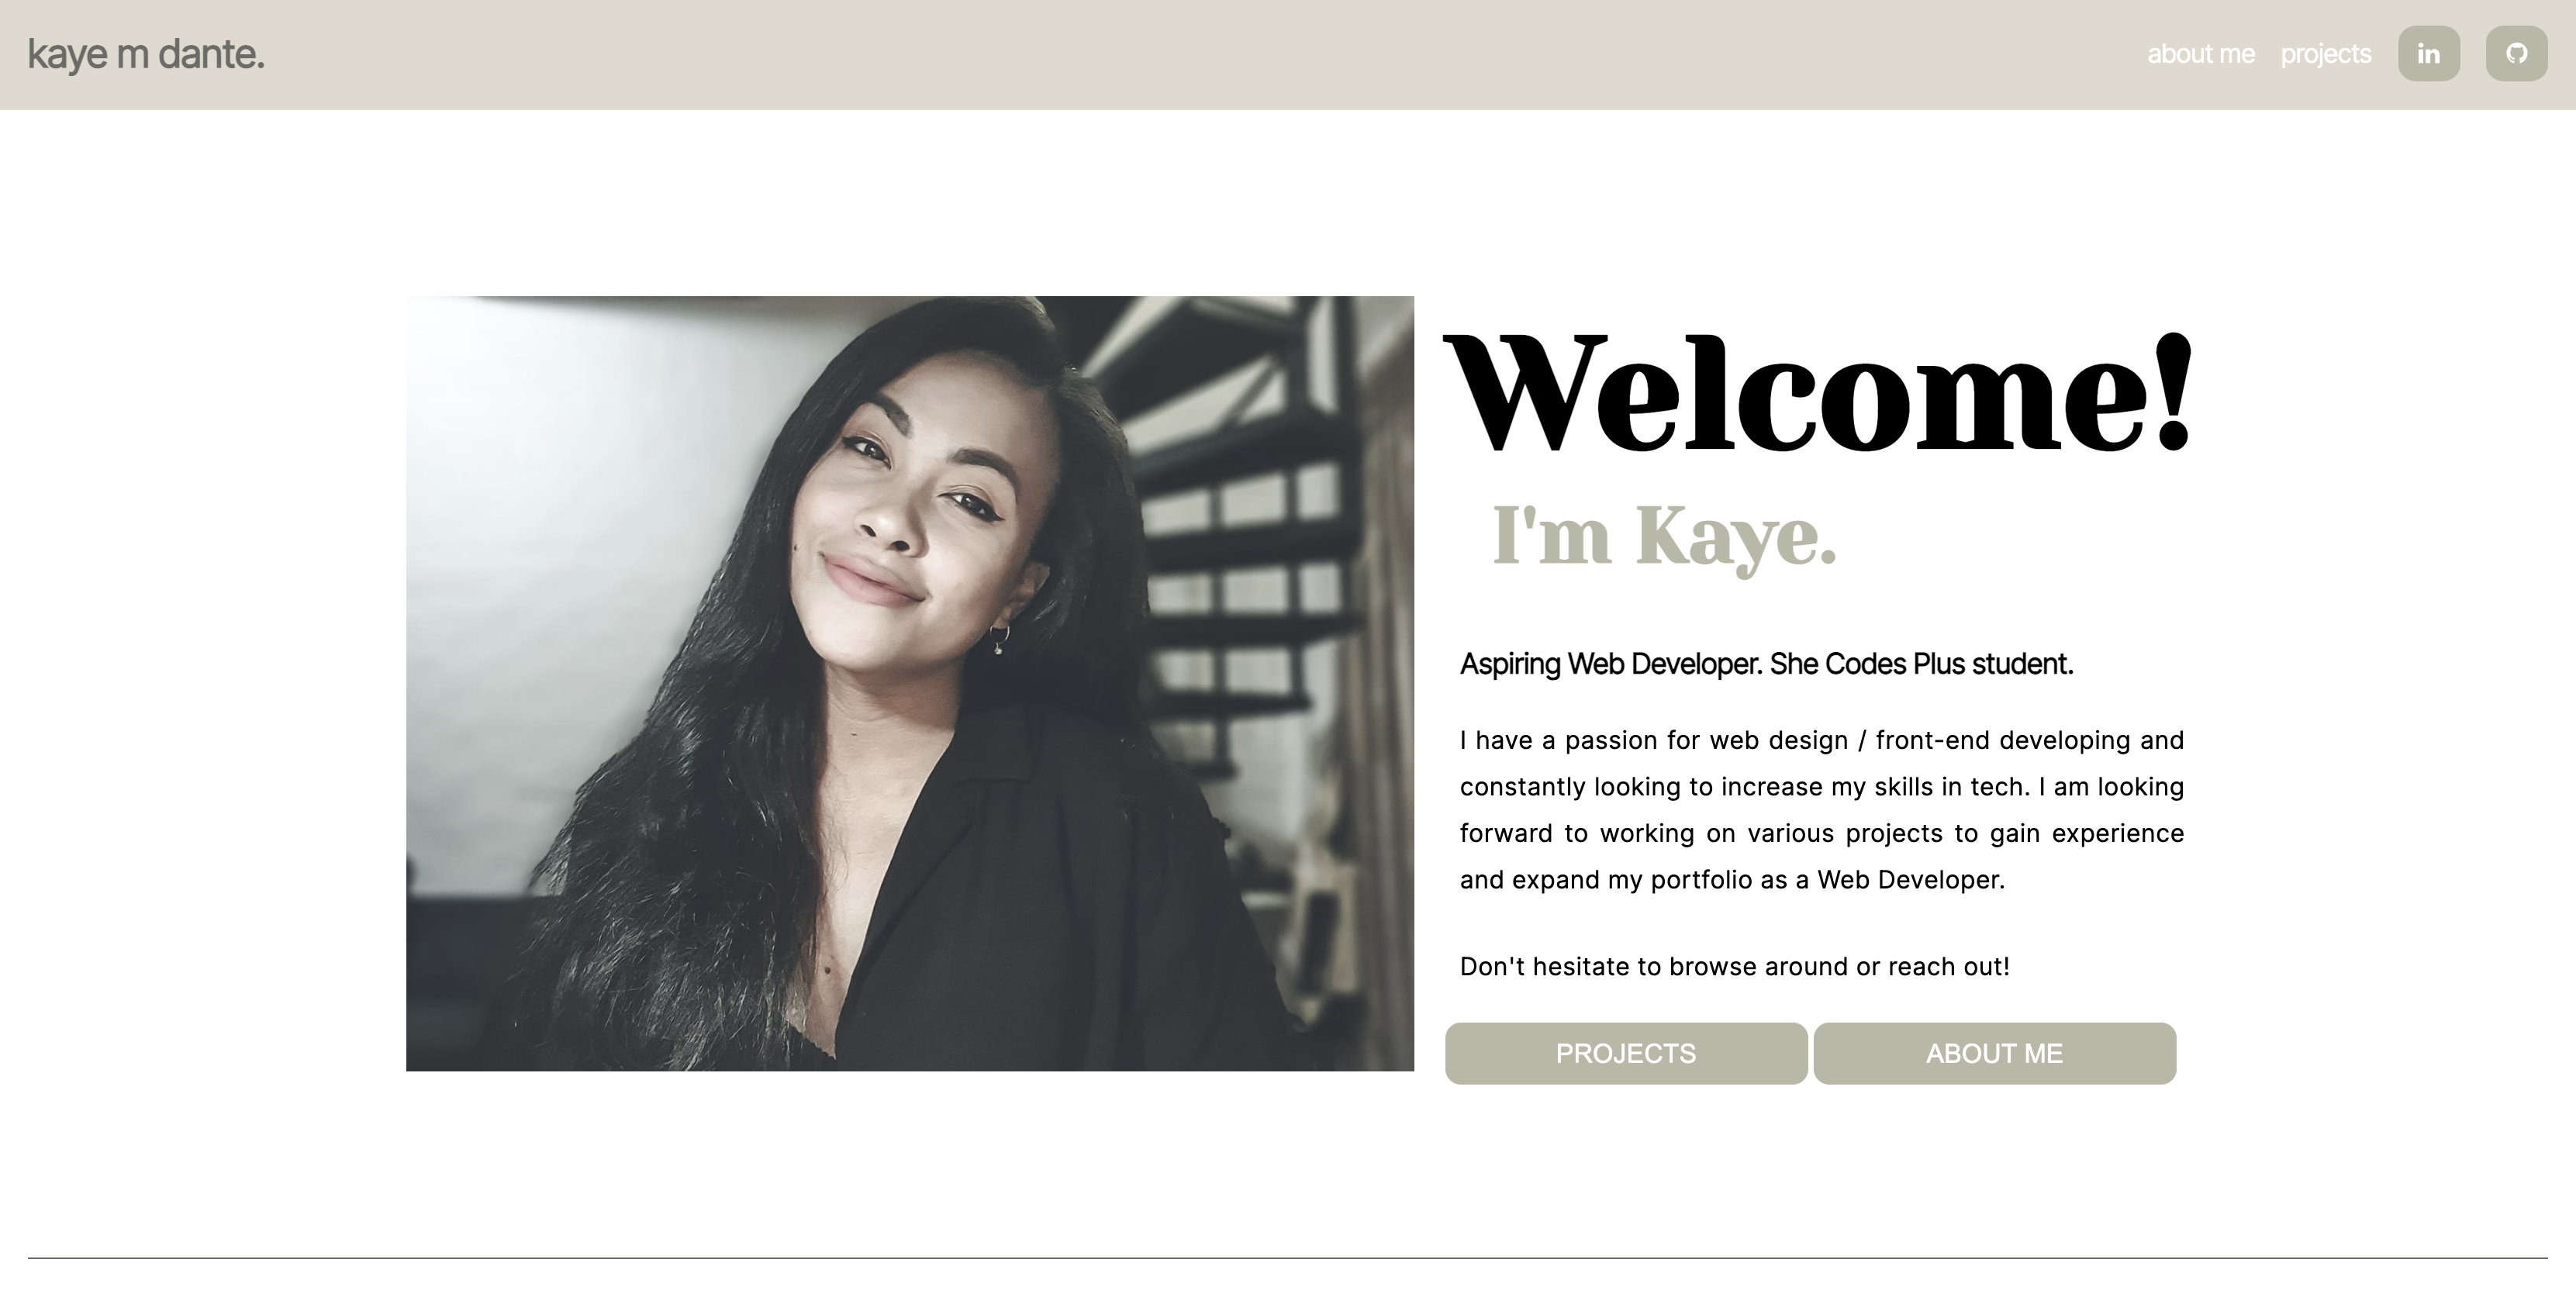 kaye m dante.
about me projects in
Welcome!
I'm Kaye.
Aspiring Web Developer. She Codes Plus student.
I have a passion for web design / front-end developing and
constantly looking to increase my skills in tech. I am looking
forward to working on various projects to gain experience
and expand my portfolio as a Web Developer.
Don't hesitate to browse around or reach out!
PROJECTS ABOUT ME